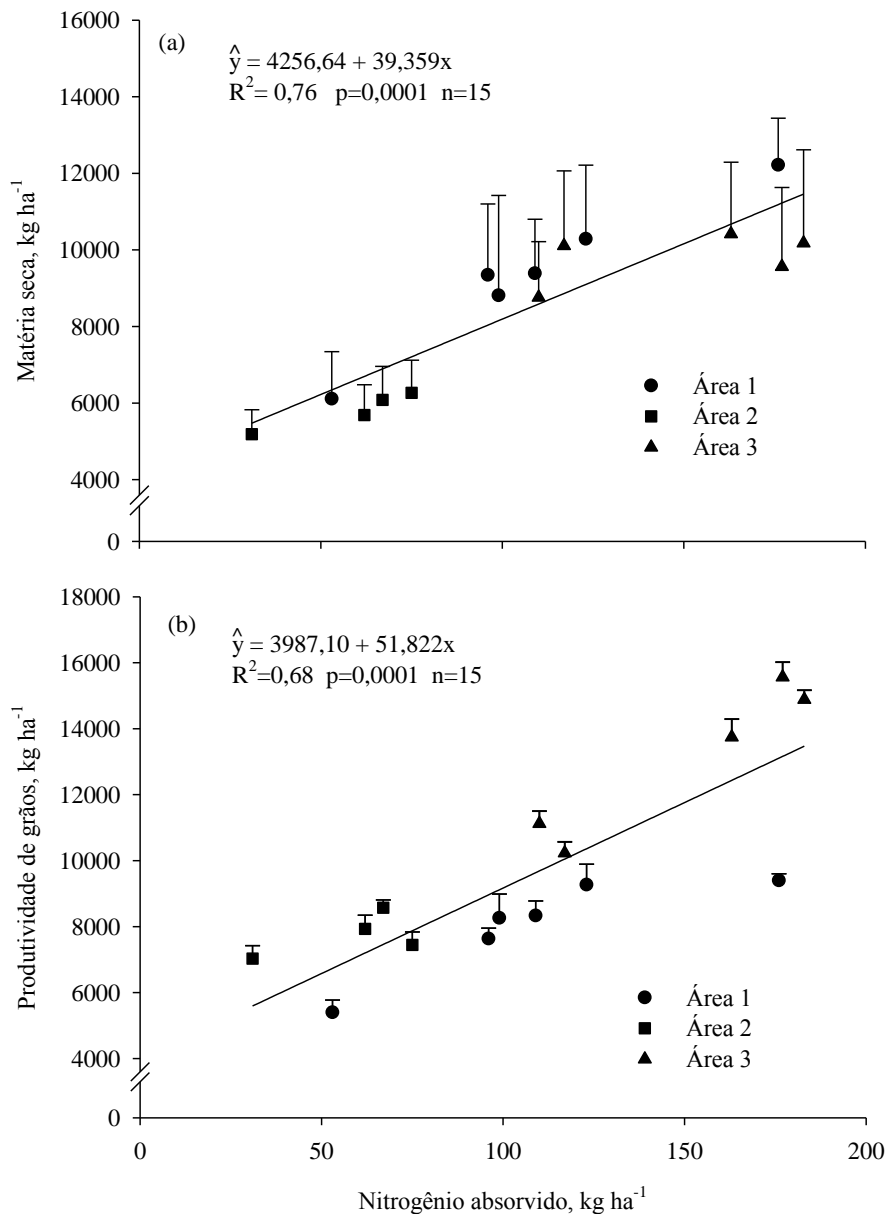 16000
(a)
ŷ = 4256,64 + 39,359x
R²= 0,76 p=0,0001 n=15
14000
12000
10000
8000
6000
4000
0
Matéria seca, kg ha⁻¹
Área 1
Área 2
Área 3
18000
(b)
ŷ = 3987,10 + 51,822x
R²=0,68 p=0,0001 n=15
16000
14000
12000
10000
8000
6000
4000
0
Produtividade de grãos, kg ha⁻¹
Área 1
Área 2
Área 3
0 50 100 150 200
Nitrogênio absorvido, kg ha⁻¹